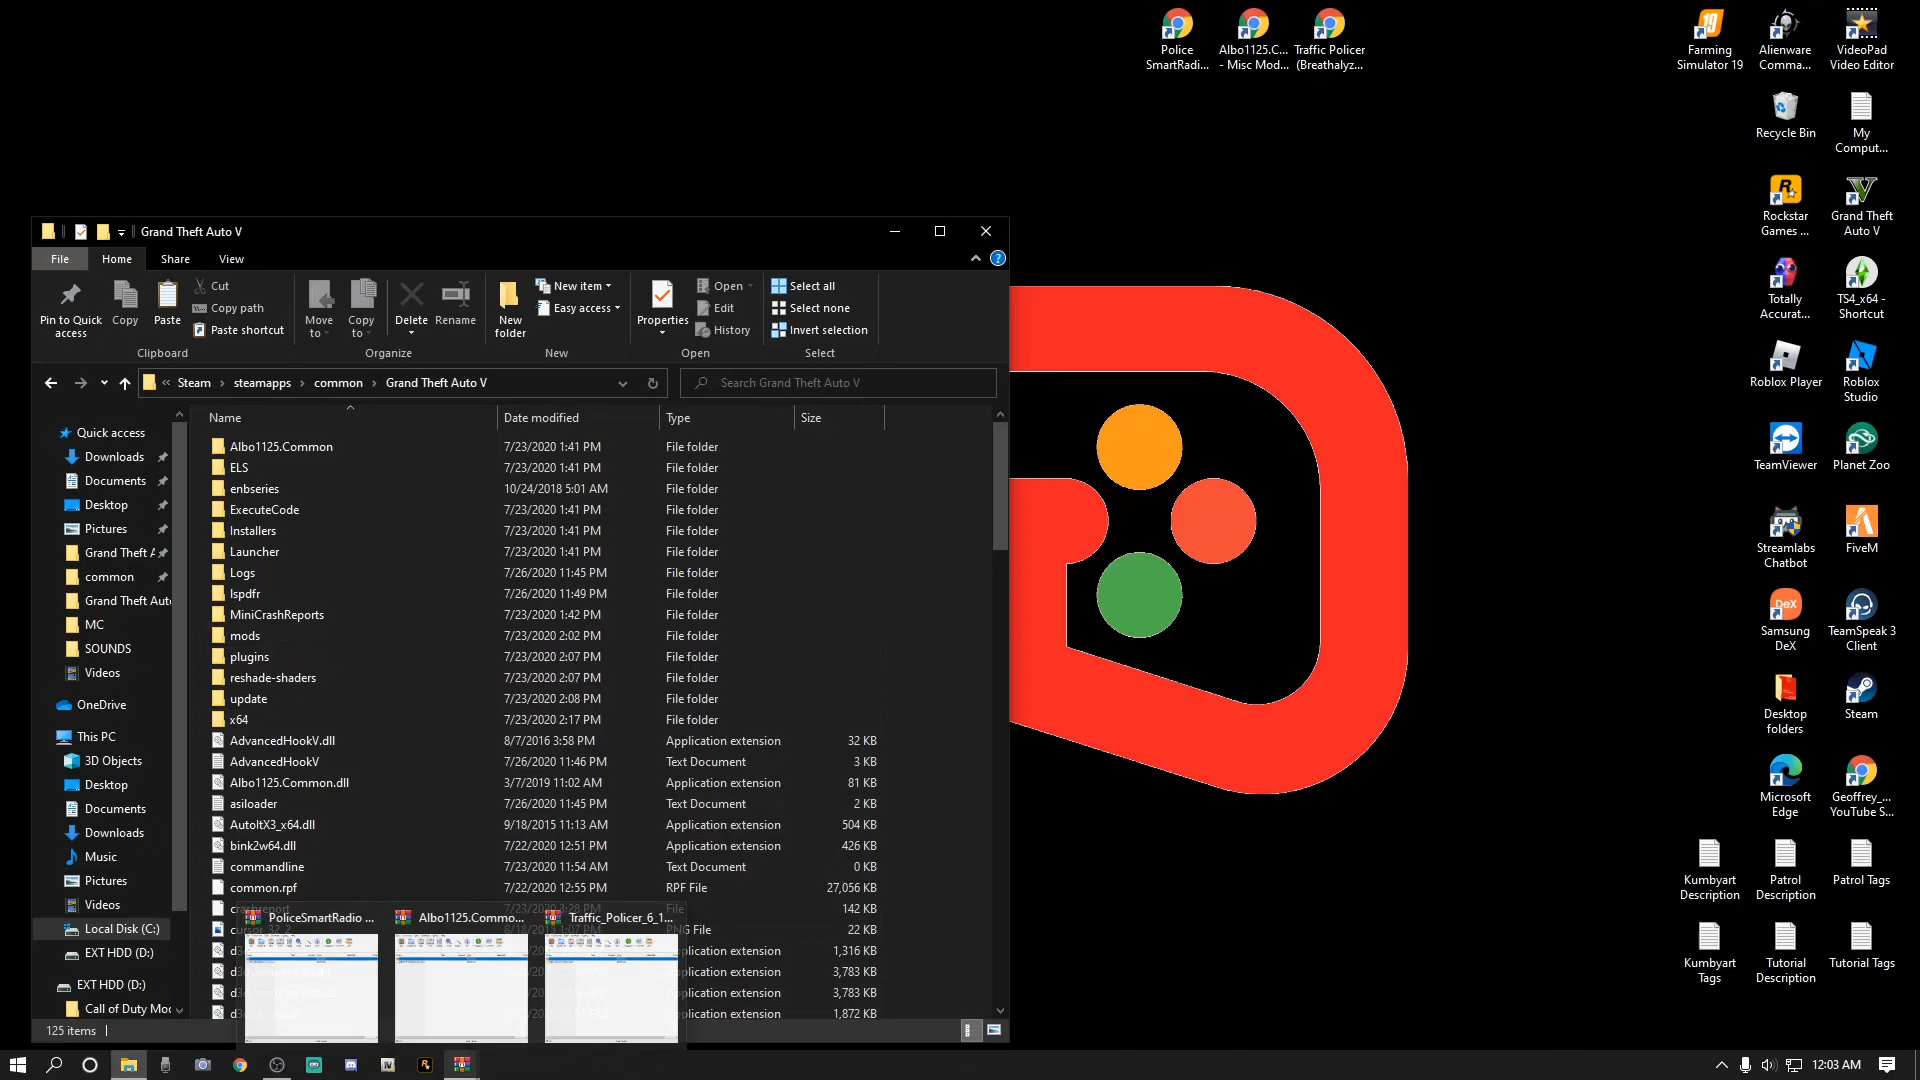 Police
SmartRadi...
Albo1125.C...
- Misc Mod...
Traffic Policer
(Breathalyz...
Farming
Simulator 19
Alienware
Comma...
VideoPad
Video Editor
Recycle Bin
My
Comput...
Rockstar
Games ...
Grand Theft
Auto V
Totally
Accurat...
TS4_x64 -
Shortcut
Roblox Player
Roblox
Studio
TeamViewer
Planet Zoo
Streamlabs
Chatbot
FiveM
DeX
Samsung
DeX
TeamSpeak 3
Client
Desktop
folders
Steam
Microsoft
Edge
Geoffrey_...
YouTube S...
Kumbyart
Description
Patrol
Description
Patrol Tags
Kumbyart
Tags
Tutorial
Description
Tutorial Tags
Grand Theft Auto V
File Home Share View
Pin to Quick
access
Copy
Paste
Cut
Copy path
Paste shortcut
Clipboard
Move
to
Copy
to
Delete
Rename
Organize
New
folder
New item
Easy access
New
Properties
Open
Edit
History
Open
Select all
Select none
Invert selection
Select
« Steam › steamapps › common › Grand Theft Auto V
Search Grand Theft Auto V
Quick access
Downloads
Documents
Desktop
Pictures
Grand Theft A
common
Grand Theft Auto
MC
SOUNDS
Videos
OneDrive
This PC
3D Objects
Desktop
Documents
Downloads
Music
Pictures
Videos
Local Disk (C:)
EXT HDD (D:)
EXT HDD (D:)
Call of Duty Mod
Name Date modified Type Size
Albo1125.Common 7/23/2020 1:41 PM File folder
ELS 7/23/2020 1:41 PM File folder
enbseries 10/24/2018 5:01 AM File folder
ExecuteCode 7/23/2020 1:41 PM File folder
Installers 7/23/2020 1:41 PM File folder
Launcher 7/23/2020 1:41 PM File folder
Logs 7/26/2020 11:45 PM File folder
lspdfr 7/26/2020 11:49 PM File folder
MiniCrashReports 7/23/2020 1:42 PM File folder
mods 7/23/2020 2:02 PM File folder
plugins 7/23/2020 2:07 PM File folder
reshade-shaders 7/23/2020 2:07 PM File folder
update 7/23/2020 2:08 PM File folder
x64 7/23/2020 2:17 PM File folder
AdvancedHookV.dll 8/7/2016 3:58 PM Application extension 32 KB
AdvancedHookV 7/26/2020 11:46 PM Text Document 3 KB
Albo1125.Common.dll 3/7/2019 11:02 AM Application extension 81 KB
asiloader 7/26/2020 11:45 PM Text Document 2 KB
AutoItX3_x64.dll 9/18/2015 11:13 AM Application extension 504 KB
bink2w64.dll 7/22/2020 12:51 PM Application extension 426 KB
commandline 7/23/2020 11:54 AM Text Document 0 KB
common.rpf 7/22/2020 12:55 PM RPF File 27,056 KB
142 KB
22 KB
1,316 KB
3,783 KB
3,783 KB
1,872 KB
PoliceSmartRadio ...
Albo1125.Commo...
Traffic_Policer_6_1...
125 items
12:03 AM